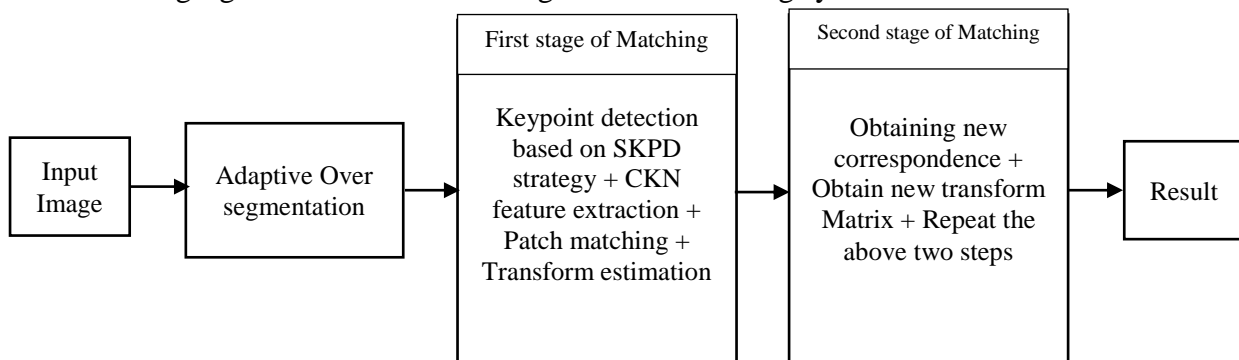 First stage of Matching
Second stage of Matching
Input
Image
Adaptive Over
segmentation
Keypoint detection
based on SKPD
strategy + CKN
feature extraction +
Patch matching +
Transform estimation
Obtaining new
correspondence +
Obtain new transform
Matrix + Repeat the
above two steps
Result